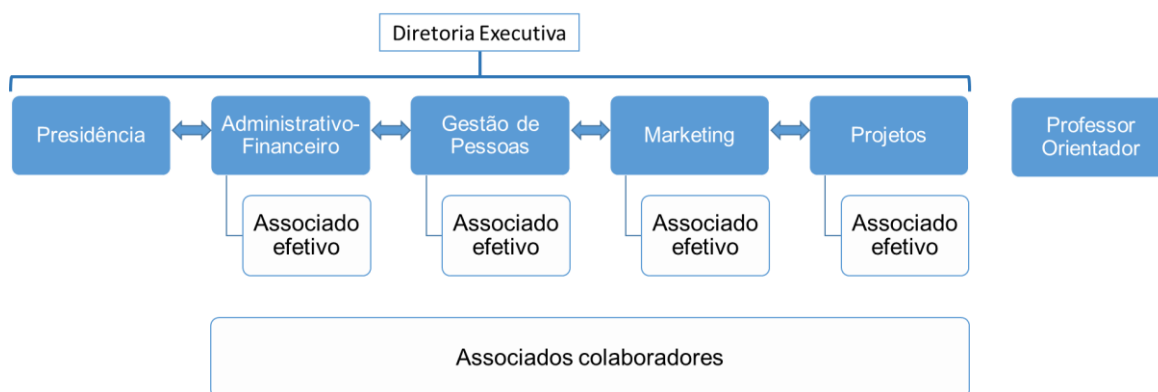 Diretoria Executiva
Presidência
Administrativo-
Financeiro
Gestão de
Pessoas
Marketing
Projetos
Professor
Orientador
Associado
efetivo
Associado
efetivo
Associado
efetivo
Associado
efetivo
Associados colaboradores